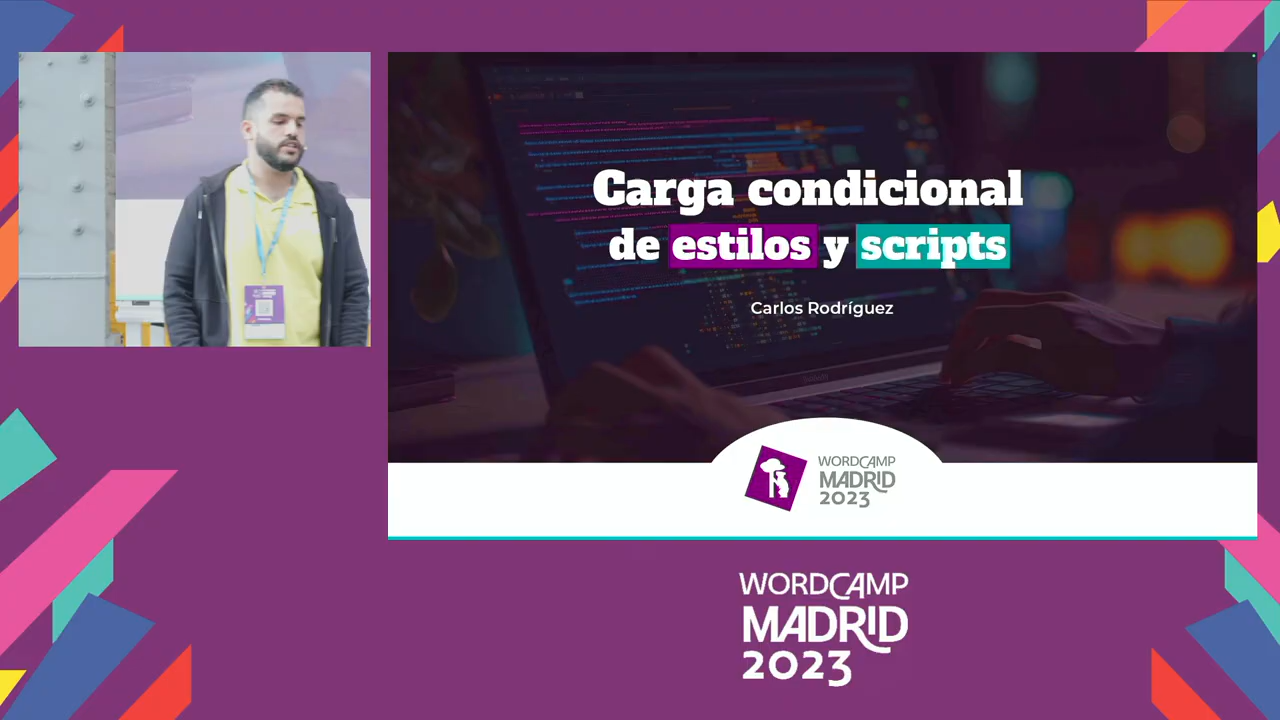 Carga condicional
de estilos y scripts
Carlos Rodríguez
WORDCAMP
MADRID
2023
WORDCAMP
MADRID
2023